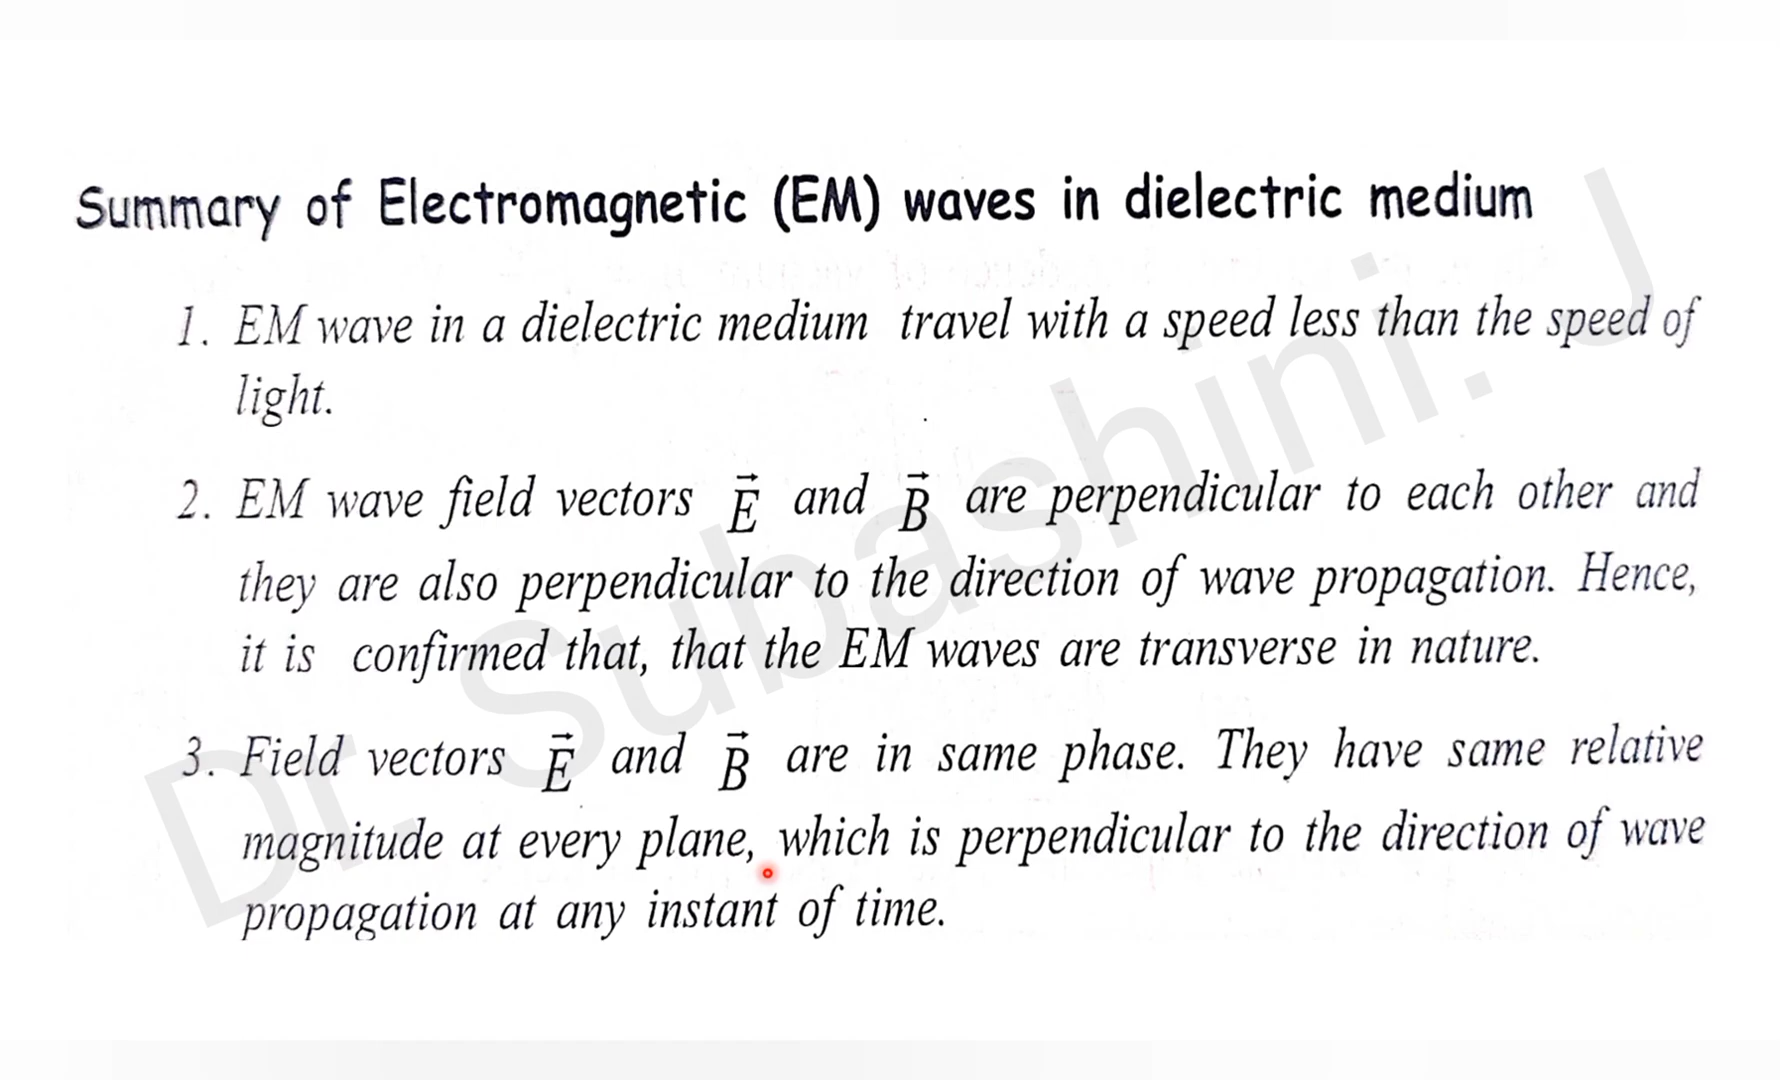 Summary of Electromagnetic (EM) waves in dielectric medium
1. EM wave in a dielectric medium travel with a speed less than the speed of
light.
2. EM wave field vectors E⃗ and B⃗ are perpendicular to each other and
they are also perpendicular to the direction of wave propagation. Hence,
it is confirmed that, that the EM waves are transverse in nature.
3. Field vectors E⃗ and B⃗ are in same phase. They have same relative
magnitude at every plane, which is perpendicular to the direction of wave
propagation at any instant of time.
Dr. Subashini. J